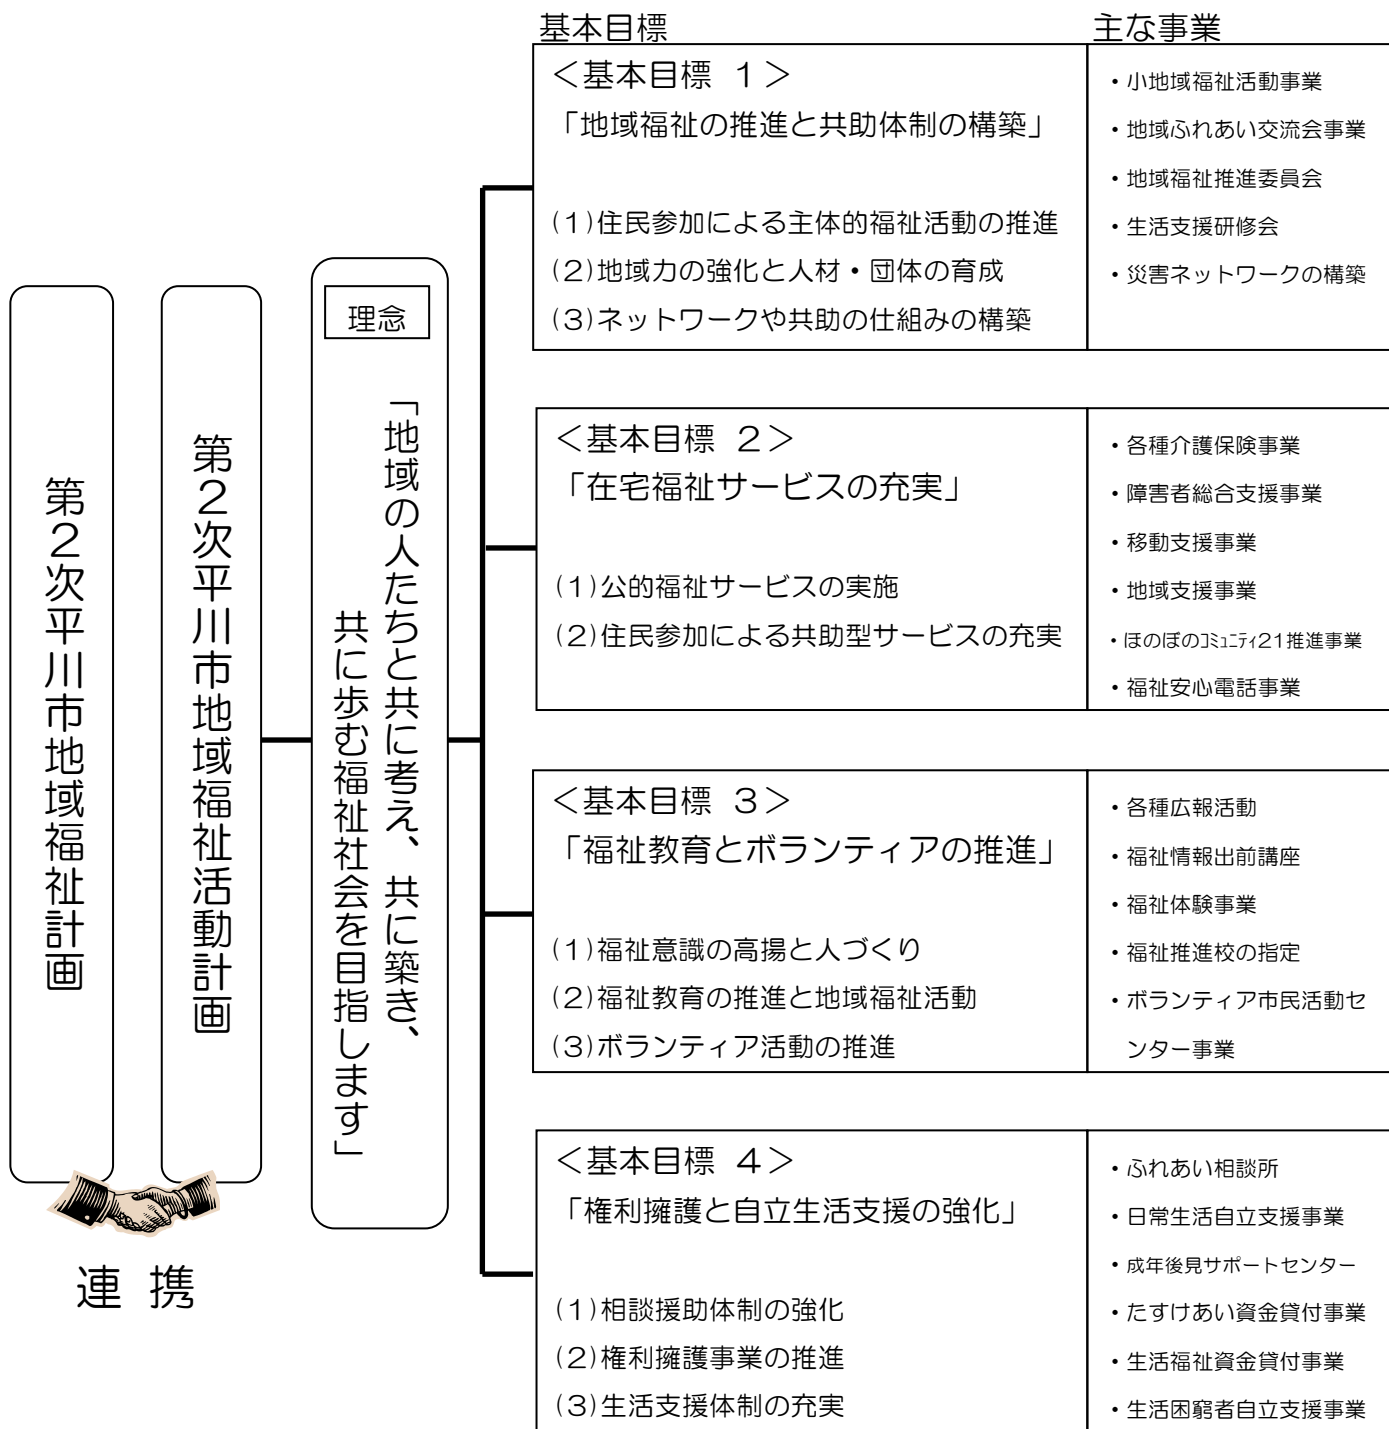 第２次平川市地域福祉計画
第２次平川市地域福祉活動計画
連 携
理念
「地域の人たちと共に考え、共に築き、
共に歩む福祉社会を目指します」
基本目標
主な事業
＜基本目標 １＞
「地域福祉の推進と共助体制の構築」
(1)住民参加による主体的福祉活動の推進
(2)地域力の強化と人材・団体の育成
(3)ネットワークや共助の仕組みの構築
・小地域福祉活動事業
・地域ふれあい交流会事業
・地域福祉推進委員会
・生活支援研修会
・災害ネットワークの構築
＜基本目標 ２＞
「在宅福祉サービスの充実」
(1)公的福祉サービスの実施
(2)住民参加による共助型サービスの充実
・各種介護保険事業
・障害者総合支援事業
・移動支援事業
・地域支援事業
・ほのぼのｺﾐｭﾆﾃｨ21推進事業
・福祉安心電話事業
＜基本目標 ３＞
「福祉教育とボランティアの推進」
(1)福祉意識の高揚と人づくり
(2)福祉教育の推進と地域福祉活動
(3)ボランティア活動の推進
・各種広報活動
・福祉情報出前講座
・福祉体験事業
・福祉推進校の指定
・ボランティア市民活動セ
ンター事業
＜基本目標 ４＞
「権利擁護と自立生活支援の強化」
(1)相談援助体制の強化
(2)権利擁護事業の推進
(3)生活支援体制の充実
・ふれあい相談所
・日常生活自立支援事業
・成年後見サポートセンター
・たすけあい資金貸付事業
・生活福祉資金貸付事業
・生活困窮者自立支援事業